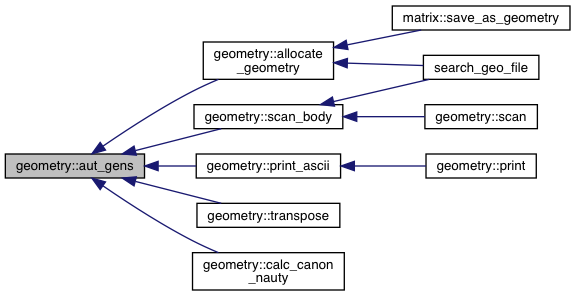 matrix::save_as_geometry
geometry::allocate
_geometry
search_geo_file
geometry::scan_body
geometry::scan
geometry::aut_gens
geometry::print_ascii
geometry::print
geometry::transpose
geometry::calc_canon
_nauty